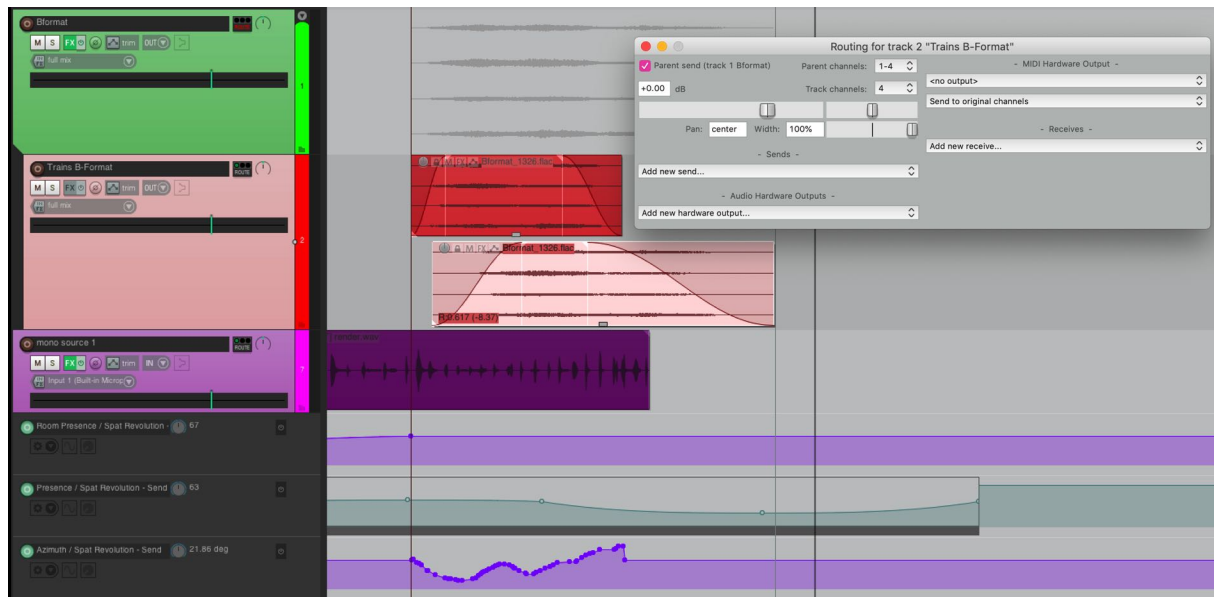 Bformat
M S FX trim OUT
full mix
1
Trains B-Format
ROUTE
M S FX trim OUT
full mix
2
Bformat_1326.flac
M FX Bformat_1326.flac
R:0.617 (-8.37)
mono source 1
ROUTE
M S FX trim IN
Input 1 (Built-in Microp
7
render.wav
Room Presence / Spat Revolution - 67
Presence / Spat Revolution - Send 63
Azimuth / Spat Revolution - Send 21.86 deg
Routing for track 2 "Trains B-Format"
Parent send (track 1 Bformat)
Parent channels: 1-4
+0.00 dB
Track channels: 4
Pan: center Width: 100%
- Sends -
Add new send...
- Audio Hardware Outputs -
Add new hardware output...
- MIDI Hardware Output -
<no output>
Send to original channels
- Receives -
Add new receive...